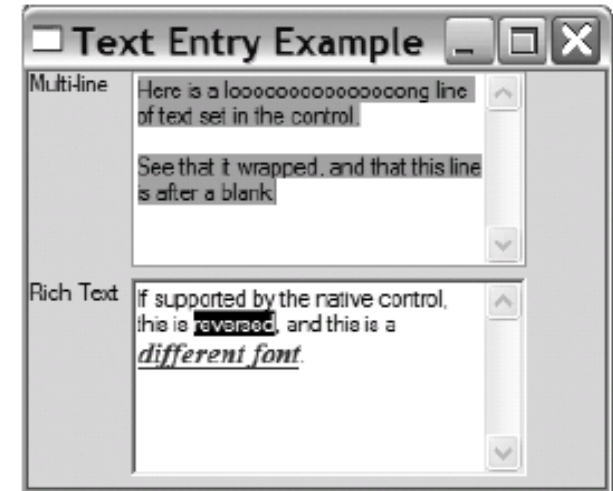 Text Entry Example
Multi-line
Here is a looooooooooooooong line
of text set in the control.
See that it wrapped, and that this line
is after a blank.
Rich Text
If supported by the native control,
this is reversed, and this is a
different font.